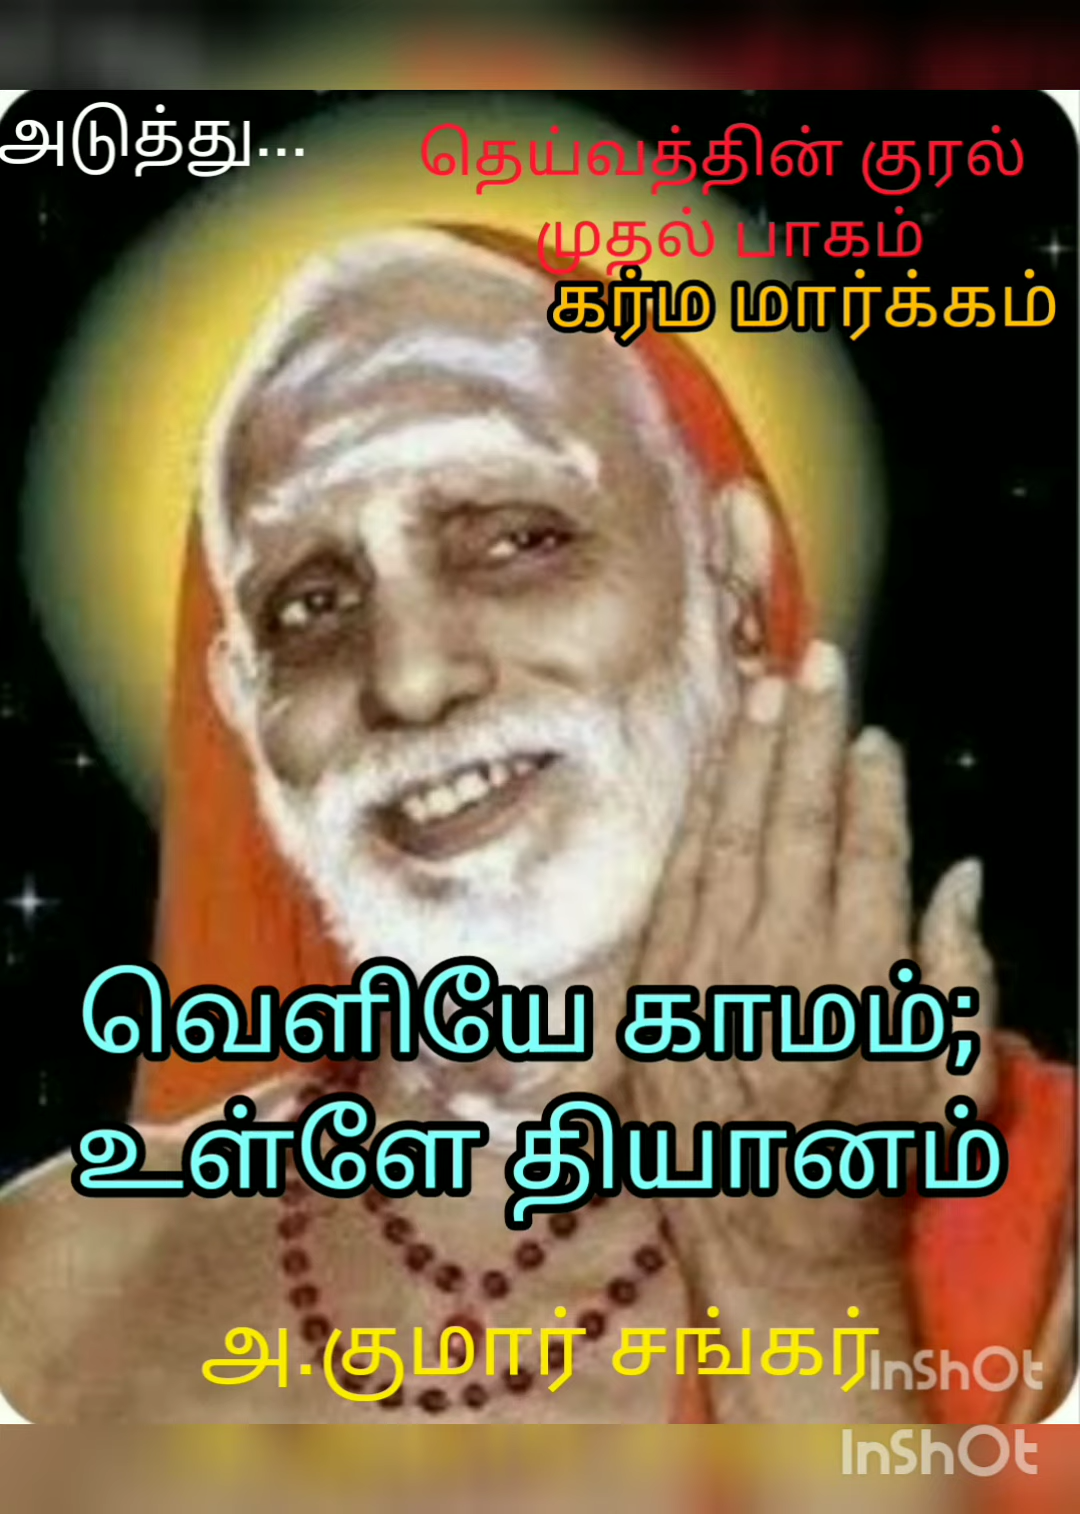 அடுத்து...
தெய்வத்தின் குரல்
முதல் பாகம்
கர்ம மார்க்கம்
வெளியே காமம்;
உள்ளே தியானம்
அ.குமார் சங்கர்
InShOt
InShOt